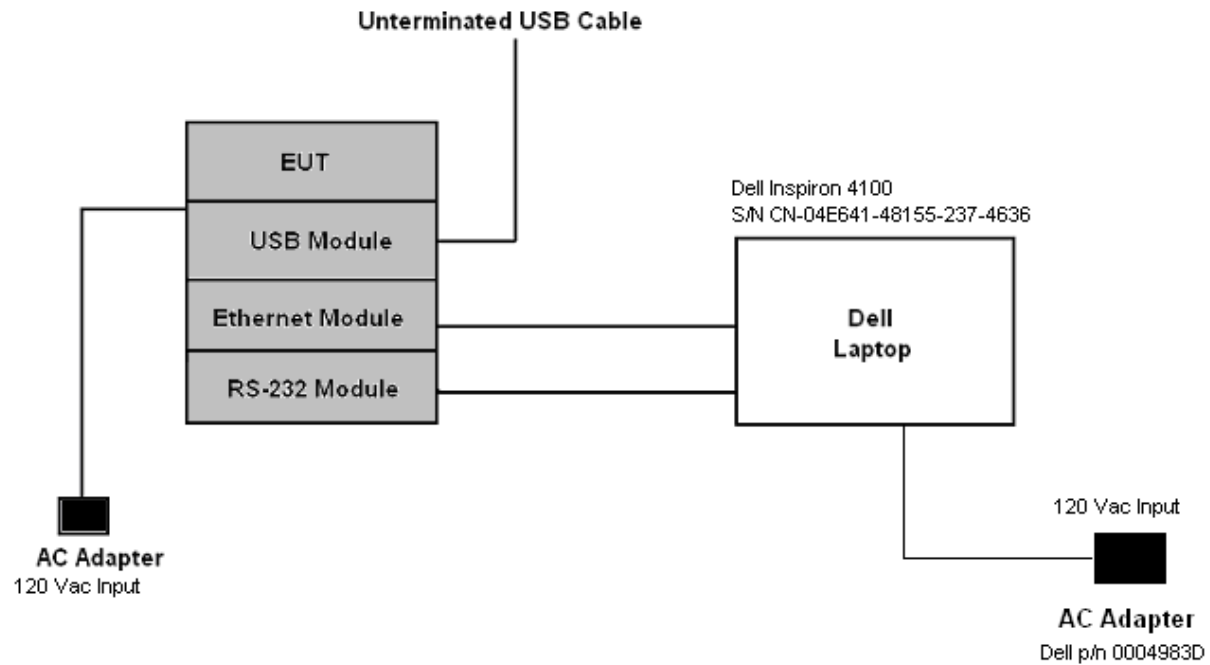 Unterminated USB Cable
EUT
USB Module
Ethernet Module
RS-232 Module
Dell Inspiron 4100
S/N CN-04E641-48155-237-4636
Dell
Laptop
AC Adapter
120 Vac Input
120 Vac Input
AC Adapter
Dell p/n 0004983D